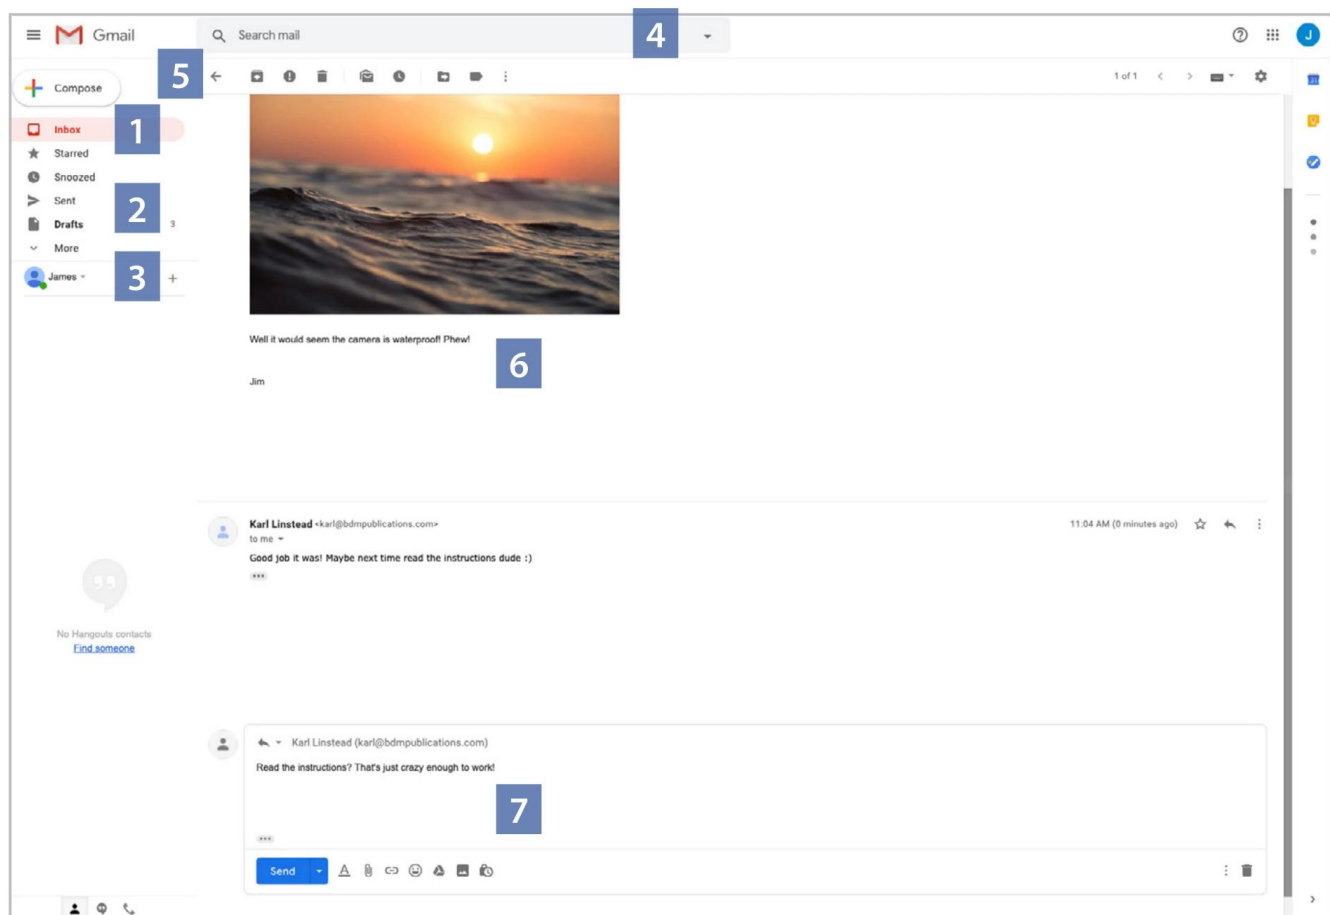 Gmail
Search mail
4
Compose
5
1 of 1
Inbox
1
Starred
Snoozed
Sent
2
Drafts
3
More
James
3
+
Well it would seem the camera is waterproof! Phew!
6
Jim
Karl Linstead <karl@bdmpublications.com>
11:04 AM (0 minutes ago)
to me
Good job it was! Maybe next time read the instructions dude :)
No Hangouts contacts
Find someone
Karl Linstead (karl@bdmpublications.com)
Read the instructions? That's just crazy enough to work!
7
Send
J
31